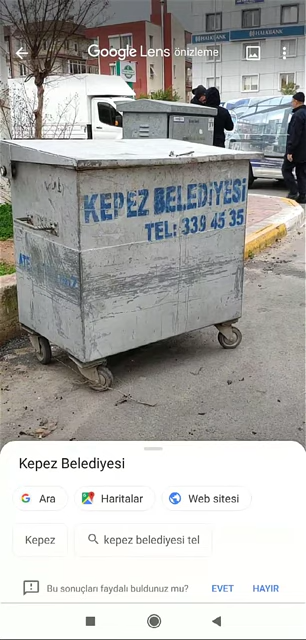 Google Lens önizleme
HALKBANK
KEPEZ BELEDİYESİ
TEL: 339 45 35
Kepez Belediyesi
Ara
Haritalar
Web sitesi
Kepez
kepez belediyesi tel
Bu sonuçları faydalı buldunuz mu?
EVET
HAYIR